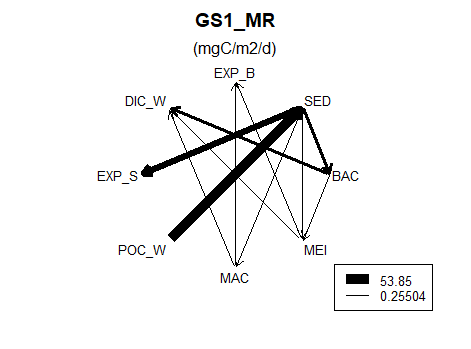 GS1_MR
(mgC/m2/d)
EXP_B
DIC_W
SED
EXP_S
BAC
POC_W
MEI
MAC
53.85
0.25504